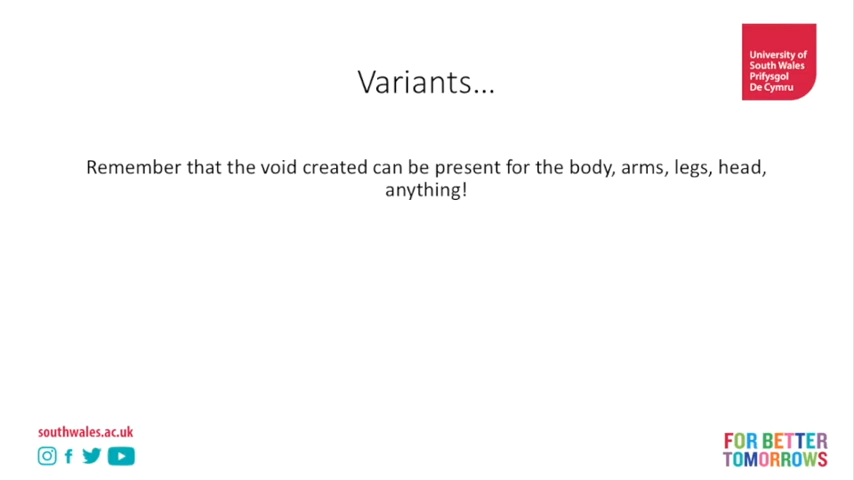 University of
South Wales
Prifysgol
De Cymru
Variants...
Remember that the void created can be present for the body, arms, legs, head,
anything!
southwales.ac.uk
FOR BETTER
TOMORROWS